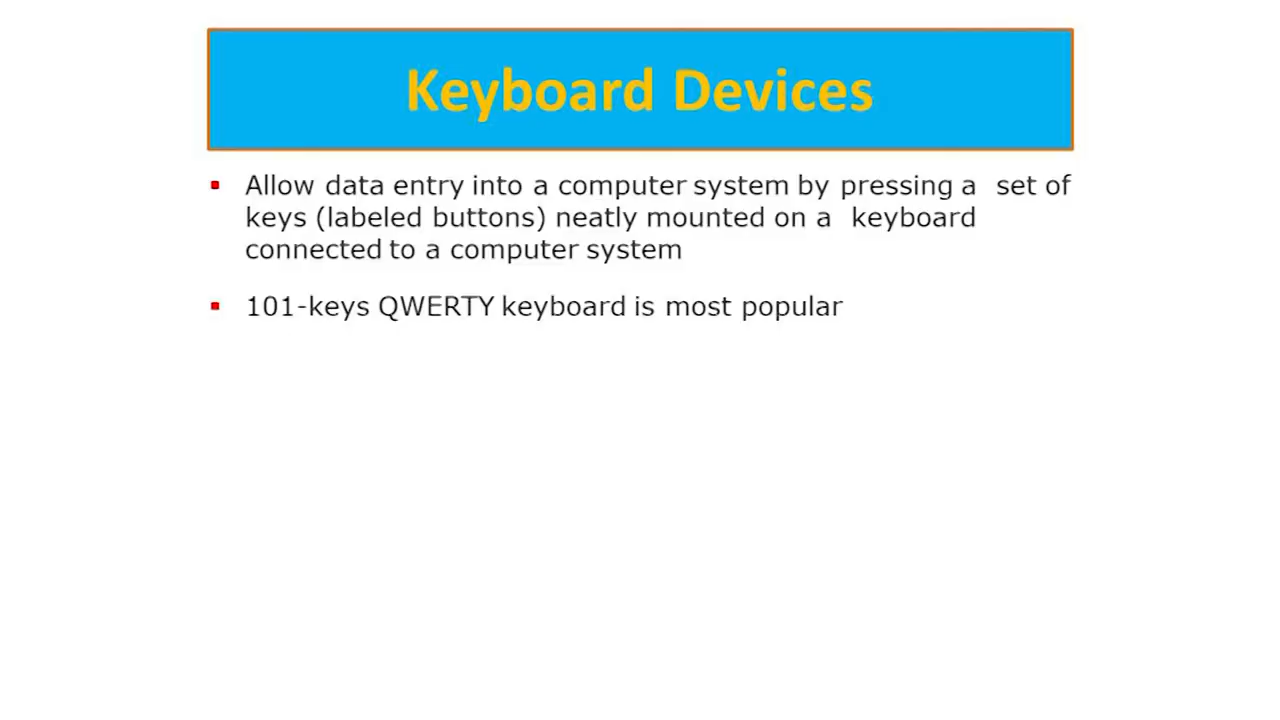 Keyboard Devices
Allow data entry into a computer system by pressing a set of
keys (labeled buttons) neatly mounted on a keyboard
connected to a computer system
101-keys QWERTY keyboard is most popular